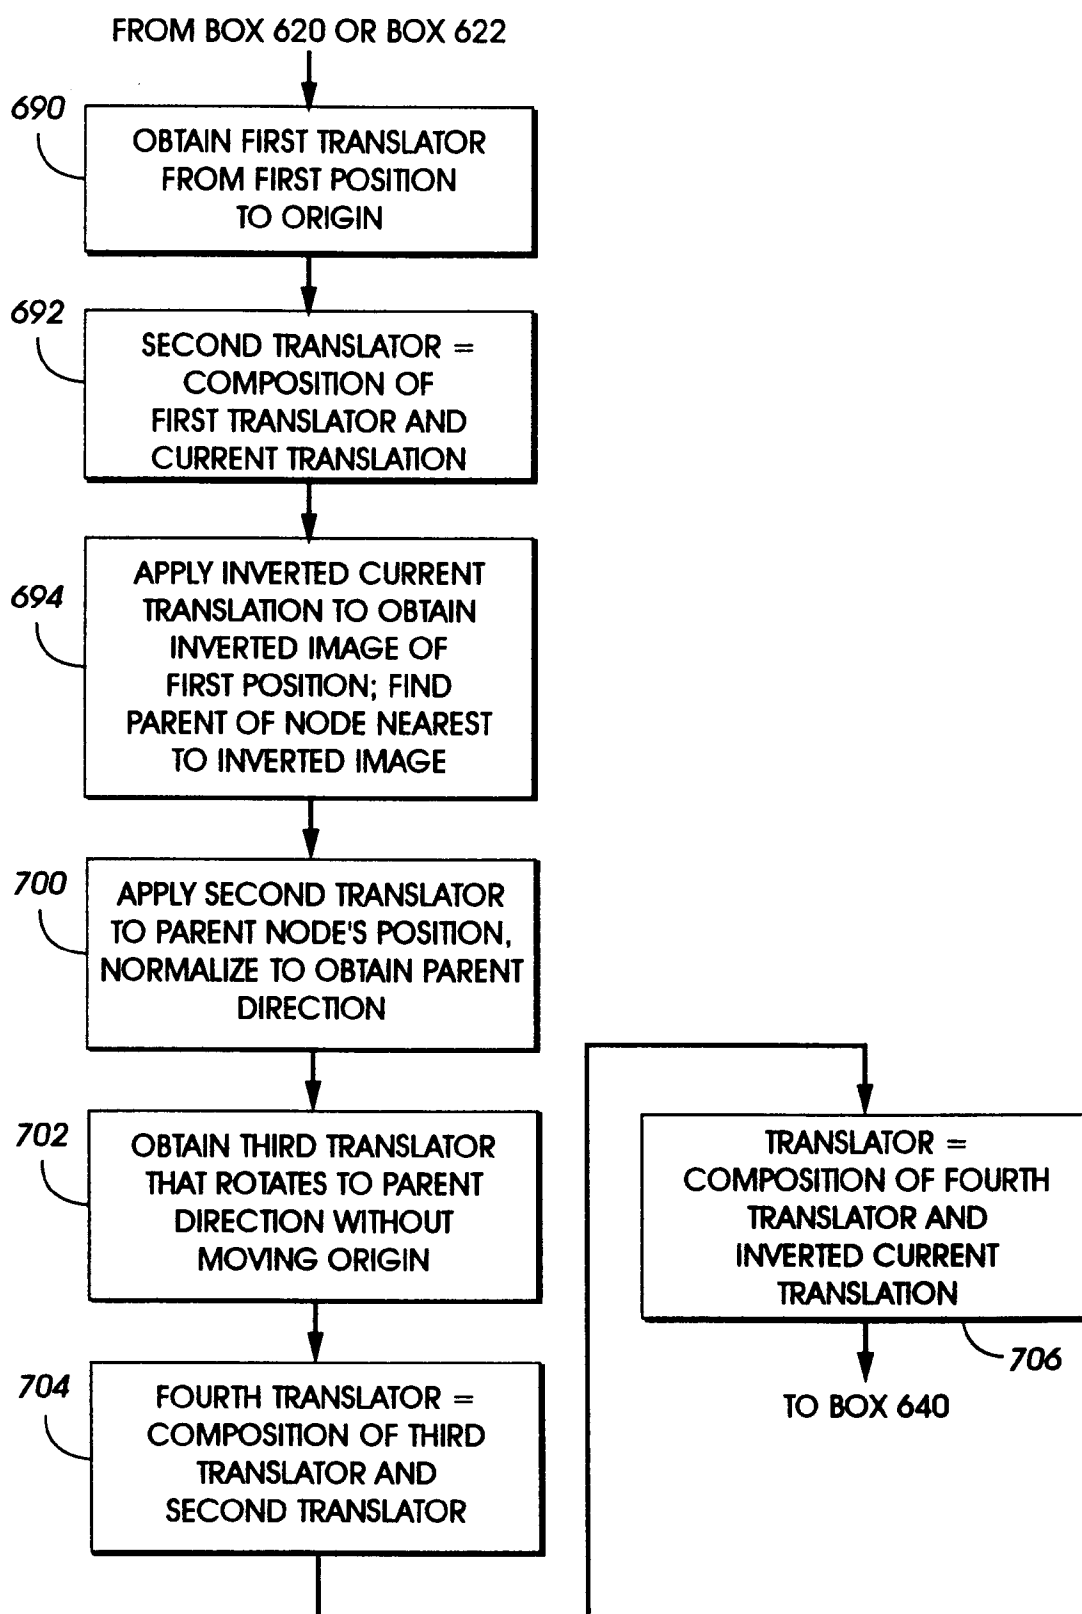 FROM BOX 620 OR BOX 622
690
OBTAIN FIRST TRANSLATOR
FROM FIRST POSITION
TO ORIGIN
692
SECOND TRANSLATOR =
COMPOSITION OF
FIRST TRANSLATOR AND
CURRENT TRANSLATION
694
APPLY INVERTED CURRENT
TRANSLATION TO OBTAIN
INVERTED IMAGE OF
FIRST POSITION; FIND
PARENT OF NODE NEAREST
TO INVERTED IMAGE
700
APPLY SECOND TRANSLATOR
TO PARENT NODE'S POSITION,
NORMALIZE TO OBTAIN PARENT
DIRECTION
702
OBTAIN THIRD TRANSLATOR
THAT ROTATES TO PARENT
DIRECTION WITHOUT
MOVING ORIGIN
704
FOURTH TRANSLATOR =
COMPOSITION OF THIRD
TRANSLATOR AND
SECOND TRANSLATOR
TRANSLATOR =
COMPOSITION OF FOURTH
TRANSLATOR AND
INVERTED CURRENT
TRANSLATION
706
TO BOX 640